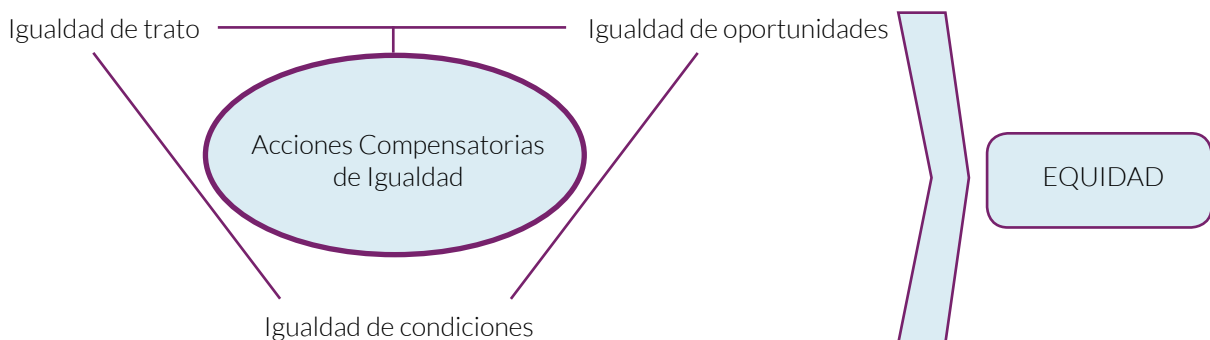 Igualdad de trato
Igualdad de oportunidades
Acciones Compensatorias
de Igualdad
EQUIDAD
Igualdad de condiciones